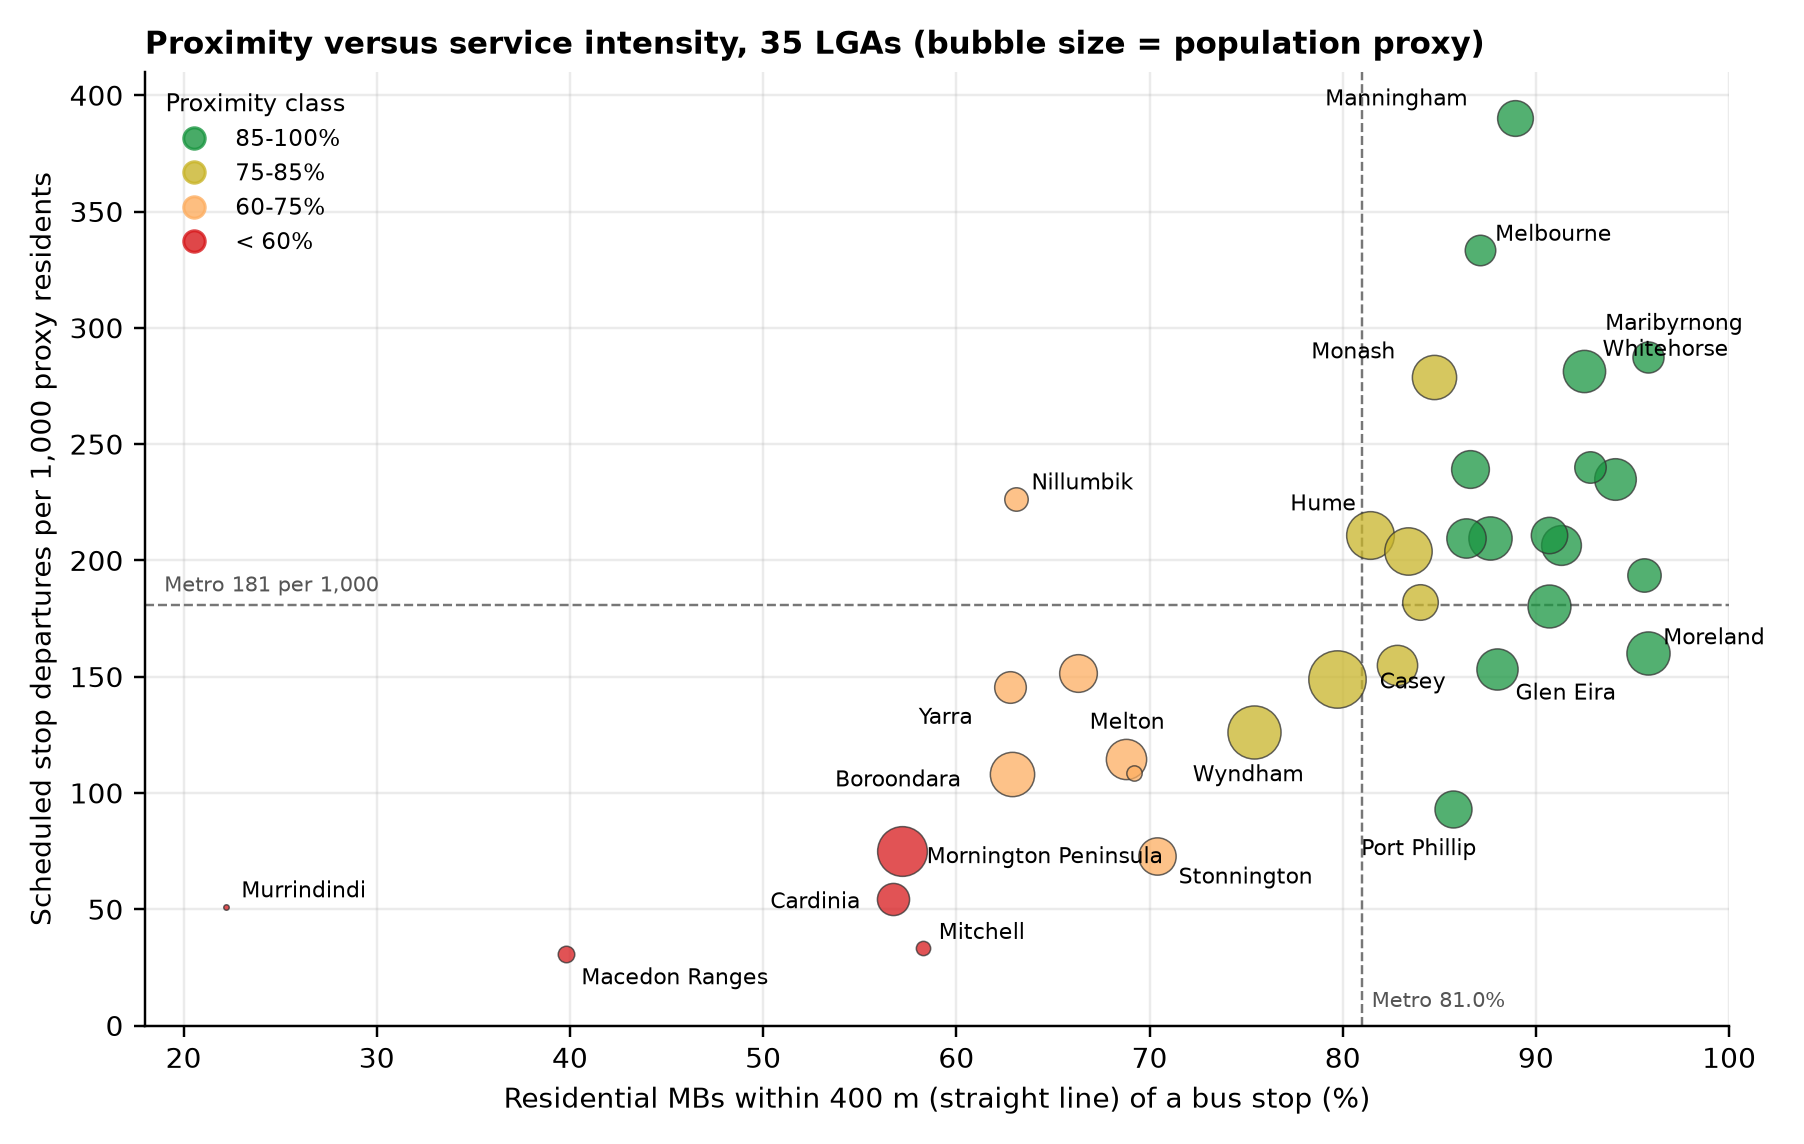 Proximity versus service intensity, 35 LGAs (bubble size = population proxy)
Scheduled stop departures per 1,000 proxy residents
400
350
300
250
200
150
100
50
0
Proximity class
85-100%
75-85%
60-75%
< 60%
Manningham
Melbourne
Maribyrnong
Whitehorse
Monash
Nillumbik
Hume
Metro 181 per 1,000
Moreland
Casey
Glen Eira
Yarra
Melton
Boroondara
Wyndham
Port Phillip
Mornington Peninsula
Stonnington
Murrindindi
Cardinia
Mitchell
Macedon Ranges
Metro 81.0%
20
30
40
50
60
70
80
90
100
Residential MBs within 400 m (straight line) of a bus stop (%)